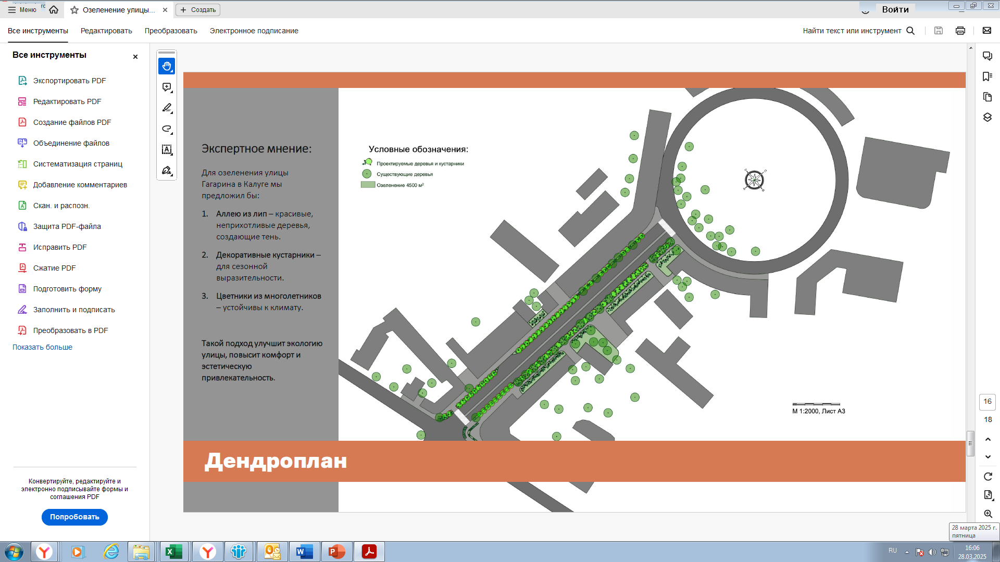 Меню
Озеленение улицы...
Создать
Войти
Все инструменты
Редактировать
Преобразовать
Электронное подписание
Найти текст или инструмент
Все инструменты
Экспортировать PDF
Редактировать PDF
Создание файлов PDF
Объединение файлов
Систематизация страниц
Добавление комментариев
Скан. и распозн.
Защита PDF-файла
Исправить PDF
Сжатие PDF
Подготовить форму
Заполнить и подписать
Преобразовать в PDF
Показать больше
Конвертируйте, редактируйте и
электронно подписывайте формы и
соглашения PDF
Попробовать
Экспертное мнение:
Для озеленения улицы
Гагарина в Калуге мы
предложил бы:
1. Аллею из лип – красивые,
неприхотливые деревья,
создающие тень.
2. Декоративные кустарники –
для сезонной
выразительности.
3. Цветники из многолетников
– устойчивы к климату.
Такой подход улучшит экологию
улицы, повысит комфорт и
эстетическую
привлекательность.
Условные обозначения:
Проектируемые деревья и кустарники
Существующие деревья
Озеленение 4500 м²
М 1:2000, Лист А3
Дендроплан
16
18
28 марта 2025 г.
пятница
RU
16:06
28.03.2025